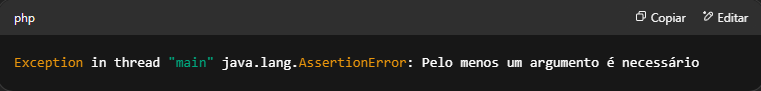 php
Copiar
Editar
Exception in thread "main" java.lang.AssertionError: Pelo menos um argumento é necessário